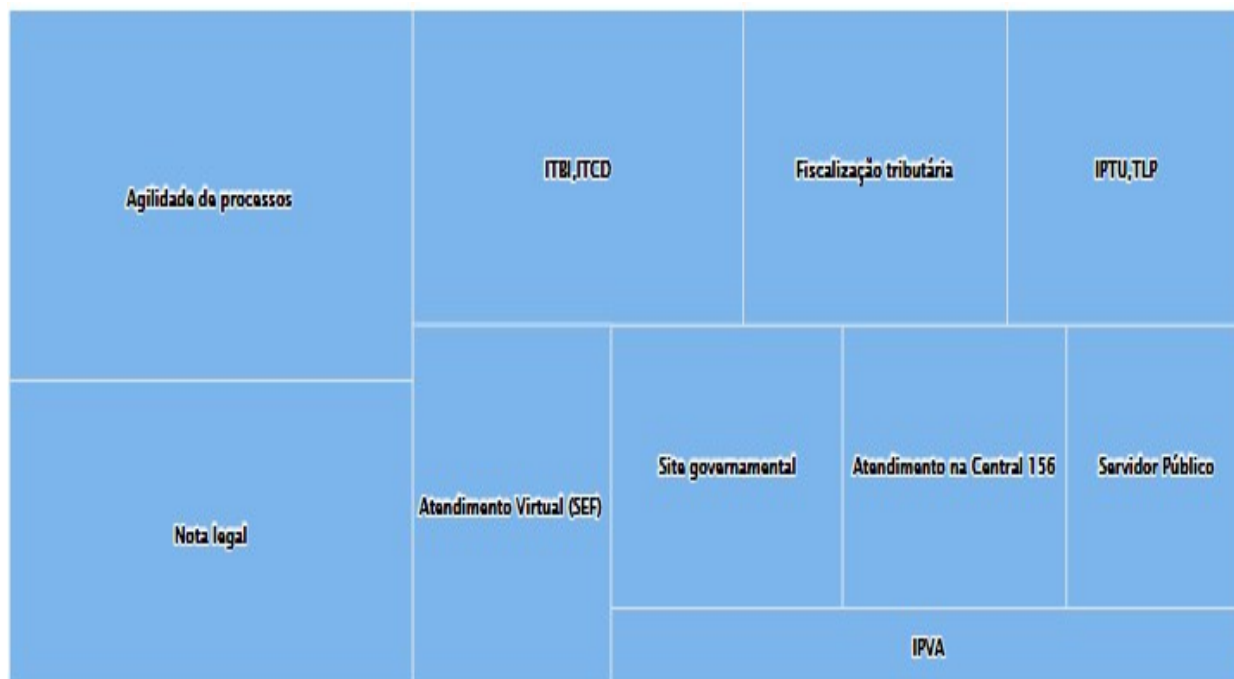 Agilidade de processos
ITBI,ITCD
Fiscalização tributária
IPTU,TLP
Nota legal
Atendimento Virtual (SEF)
Site governamental
Atendimento na Central 156
Servidor Público
IPVA